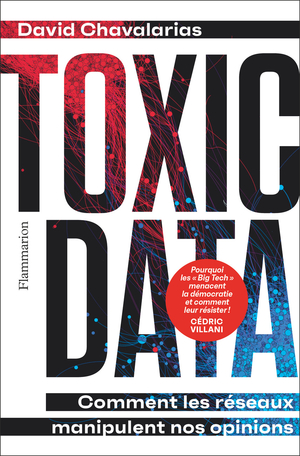 David Chavalarias
TOXIC
DATA
Flammarion
Pourquoi
les « Big Tech »
menacent
la démocratie
et comment
leur résister !
CÉDRIC
VILLANI
Comment les réseaux
manipulent nos opinions